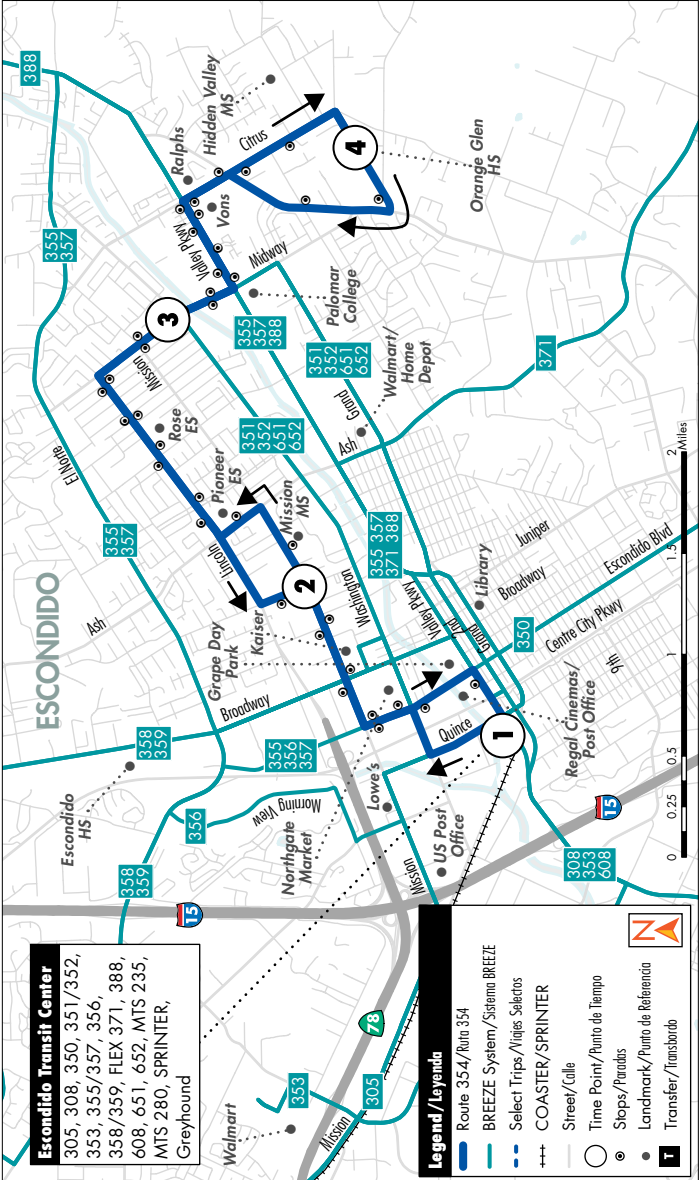 ESCONDIDO
388
Hidden Valley
MS
Ralphs
Citrus
Vons
4
Orange Glen
HS
355
357
Valley Pkwy
Midway
Palomar
College
3
Mission
355
357
388
351
352
651
652
Grand
Walmart/
Home
Depot
Ash
371
El Norte
Rose
ES
351
352
651
652
Pioneer
ES
Mission
MS
355
357
Lincoln
2
Washington
355 357
371 388
Juniper
Ash
Kaiser
Grape Day
Park
Valley Pkwy
2nd
Grand
Library
Broadway
Escondido Blvd
350
Centre City Pkwy
9th
Broadway
358
359
355
356
357
Quince
1
Regal Cinemas/
Post Office
Escondido
HS
356
Morning View
Lowe's
Northgate
Market
US Post
Office
Mission
15
358
359
15
308
353
608
78
353
Walmart
305
Mission
0
0.25
0.5
1
1.5
2
Miles
Escondido Transit Center
305, 308, 350, 351/352,
353, 355/357, 356,
358/359, FLEX 371, 388,
608, 651, 652, MTS 235,
MTS 280, SPRINTER,
Greyhound
Legend/Leyenda
Route 354/Ruta 354
BREEZE System/Sistema BREEZE
Select Trips/Viajes Selectos
COASTER/SPRINTER
Street/Calle
Time Point/Punto de Tiempo
Stops/Paradas
Landmark/Punto de Referencia
T Transfer/Transbordo
N